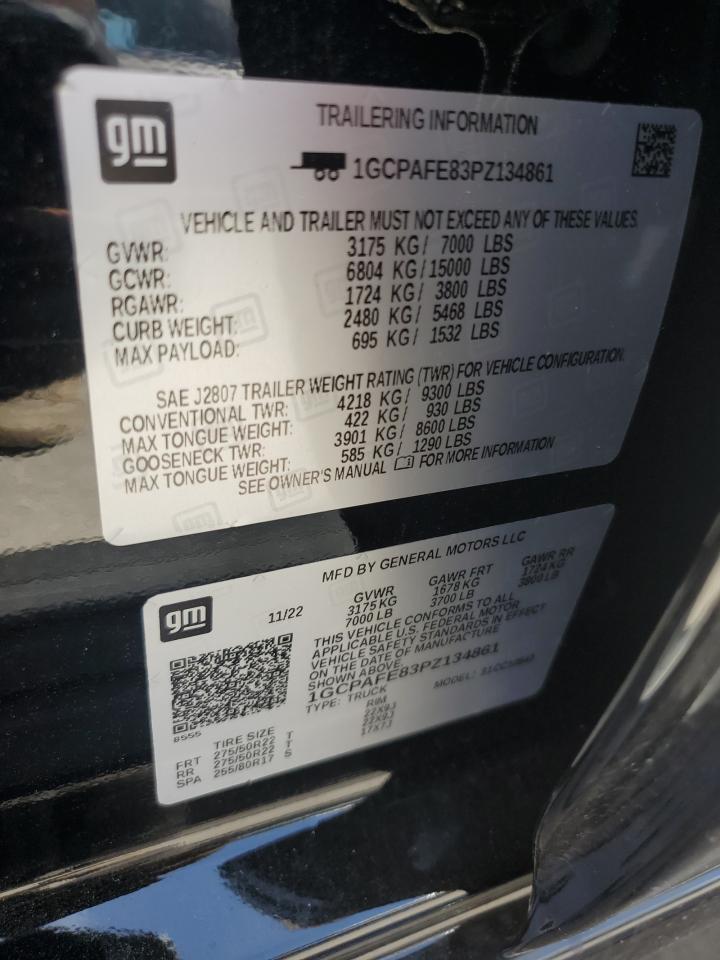 gm
TRAILERING INFORMATION
1GCPAFE83PZ134861
VEHICLE AND TRAILER MUST NOT EXCEED ANY OF THESE VALUES.
GVWR: 3175 KG/ 7000 LBS
GCWR: 6804 KG/15000 LBS
RGAWR: 1724 KG/ 3800 LBS
CURB WEIGHT: 2480 KG/ 5468 LBS
MAX PAYLOAD: 695 KG/ 1532 LBS
SAE J2807 TRAILER WEIGHT RATING (TWR) FOR VEHICLE CONFIGURATION.
CONVENTIONAL TWR: 4218 KG/ 9300 LBS
MAX TONGUE WEIGHT: 422 KG/ 930 LBS
GOOSENECK TWR: 3901 KG/ 8600 LBS
MAX TONGUE WEIGHT: 585 KG/ 1290 LBS
SEE OWNER'S MANUAL FOR MORE INFORMATION
gm
MFD BY GENERAL MOTORS LLC
11/22
GVWR GAWR FRT GAWR RR
3175 KG 1678 KG 1724 KG
7000 LB 3700 LB 3800 LB
THIS VEHICLE CONFORMS TO ALL
APPLICABLE U.S. FEDERAL MOTOR
VEHICLE SAFETY STANDARDS IN EFFECT
ON THE DATE OF MANUFACTURE
SHOWN ABOVE.
1GCPAFE83PZ134861
TYPE: TRUCK MODEL:
8555
TIRE SIZE RIM
FRT 275/50R22 T 22X9J
RR 275/50R22 T 22X9J
SPA 255/80R17 S 17X7J